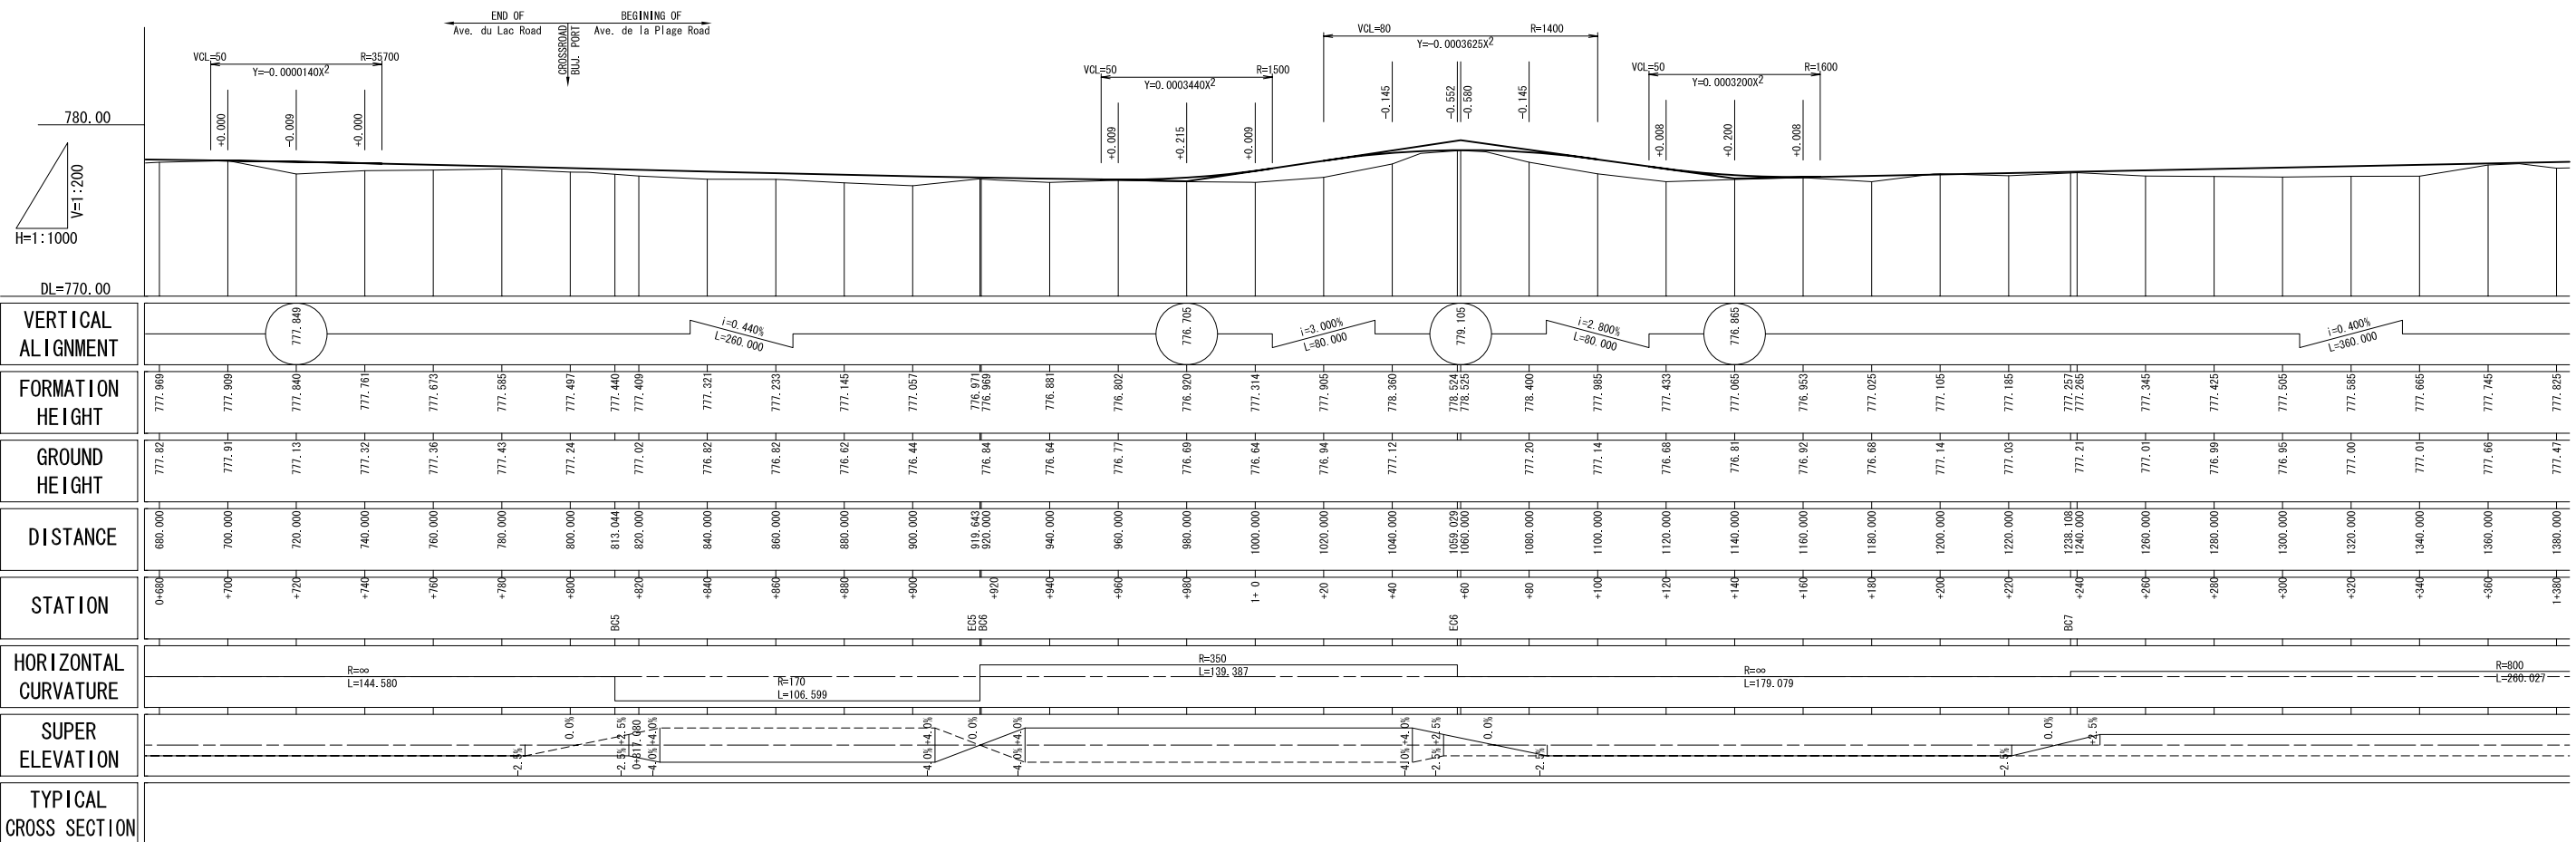 END OF
Ave. du Lac Road
BEGINING OF
Ave. de la Plage Road
CROSSROAD
BUJ. PORT
VCL=50 R=35700
Y=-0.0000140X2
+0.000 -0.009 +0.000
VCL=50 R=1500
Y=0.0003440X2
+0.009 +0.215 +0.009
VCL=80 R=1400
Y=-0.0003625X2
-0.145 -0.552 -0.580 -0.145
VCL=50 R=1600
Y=0.0003200X2
+0.008 +0.200 +0.008
780.00
V=1:200
H=1:1000
DL=770.00
VERTICAL
ALIGNMENT
777.849
i=0.440%
L=260.000
776.705
i=3.000%
L=80.000
779.105
i=2.800%
L=80.000
776.865
i=0.400%
L=360.000
FORMATION
HEIGHT
777.969 777.909 777.840 777.761 777.673 777.585 777.497 777.440 777.409 777.321 777.233 777.145 777.057 776.971 776.969 776.881 776.802 776.920 777.314 777.905 778.360 778.524 778.525 778.400 777.985 777.433 777.065 776.953 777.025 777.105 777.185 777.257 777.265 777.345 777.425 777.505 777.585 777.665 777.745 777.825
GROUND
HEIGHT
777.82 777.91 777.13 777.32 777.36 777.43 777.24 777.02 776.82 776.82 776.62 776.44 776.84 776.64 776.77 776.69 776.64 776.94 777.12 777.20 777.14 776.68 776.81 776.92 776.68 777.14 777.03 777.21 777.01 776.99 776.95 777.00 777.01 777.66 777.47
DISTANCE
680.000 700.000 720.000 740.000 760.000 780.000 800.000 813.044 820.000 840.000 860.000 880.000 900.000 919.643 920.000 940.000 960.000 980.000 1000.000 1020.000 1040.000 1059.029 1060.000 1080.000 1100.000 1120.000 1140.000 1160.000 1180.000 1200.000 1220.000 1238.108 1240.000 1260.000 1280.000 1300.000 1320.000 1340.000 1360.000 1380.000
STATION
0+680 +700 +720 +740 +760 +780 +800 +820 +840 +860 +880 +900 +920 +940 +960 +980 1+ 0 +20 +40 +60 +80 +100 +120 +140 +160 +180 +200 +220 +240 +260 +280 +300 +320 +340 +360 1+380
BC5 EC5 BC6 EC6 BC7
HORIZONTAL
CURVATURE
R=∞
L=144.580
R=170
L=106.599
R=350
L=139.387
R=∞
L=179.079
R=800
L=260.027
SUPER
ELEVATION
-2.5% 0.0% -2.5% +2.5% 0+817.080 -4.0% +4.0% -4.0% +4.0% 0.0% -4.0% +4.0% -4.0% +4.0% -2.5% +2.5% 0.0% -2.5% -2.5% 0.0% +2.5%
TYPICAL
CROSS SECTION